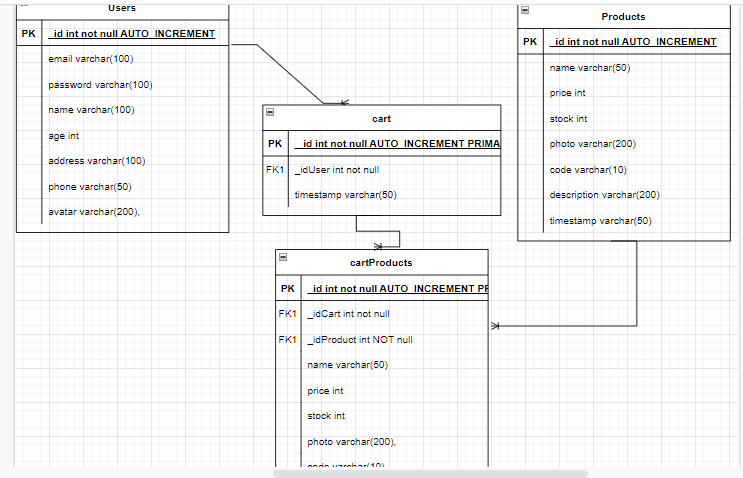 Users
PK _id int not null AUTO_INCREMENT
email varchar(100)
password varchar(100)
name varchar(100)
age int
address varchar(100)
phone varchar(50)
avatar varchar(200),
cart
PK _id int not null AUTO_INCREMENT PRIMA
FK1 _idUser int not null
timestamp varchar(50)
Products
PK _id int not null AUTO_INCREMENT
name varchar(50)
price int
stock int
photo varchar(200)
code varchar(10)
description varchar(200)
timestamp varchar(50)
cartProducts
PK _id int not null AUTO_INCREMENT PR
FK1 _idCart int not null
FK1 _idProduct int NOT null
name varchar(50)
price int
stock int
photo varchar(200),
code varchar(10)